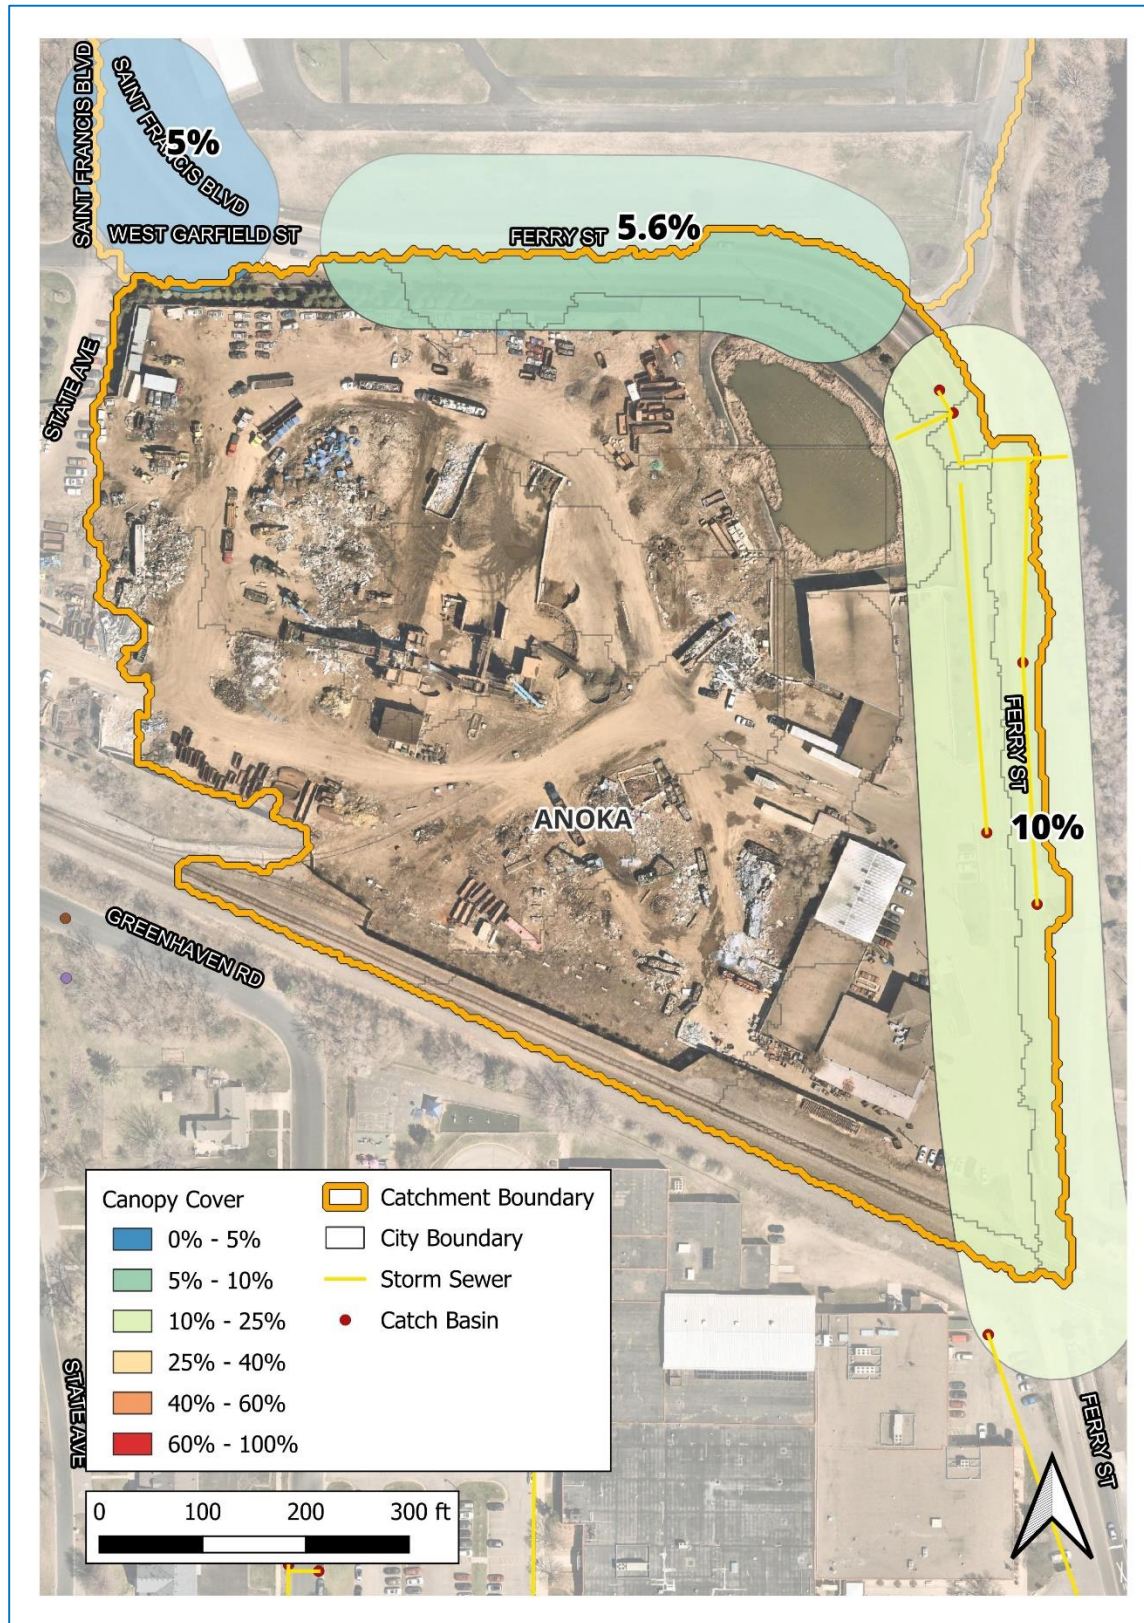 SAINT FRANCIS BLVD
SAINT FRANCIS BLVD
5%
WEST GARFIELD ST
FERRY ST
5.6%
STATE AVE
FERRY ST
10%
ANOKA
GREENHAVEN RD
Canopy Cover
0% - 5%
5% - 10%
10% - 25%
25% - 40%
40% - 60%
60% - 100%
Catchment Boundary
City Boundary
Storm Sewer
Catch Basin
STATE AVE
FERRY ST
0 100 200 300 ft